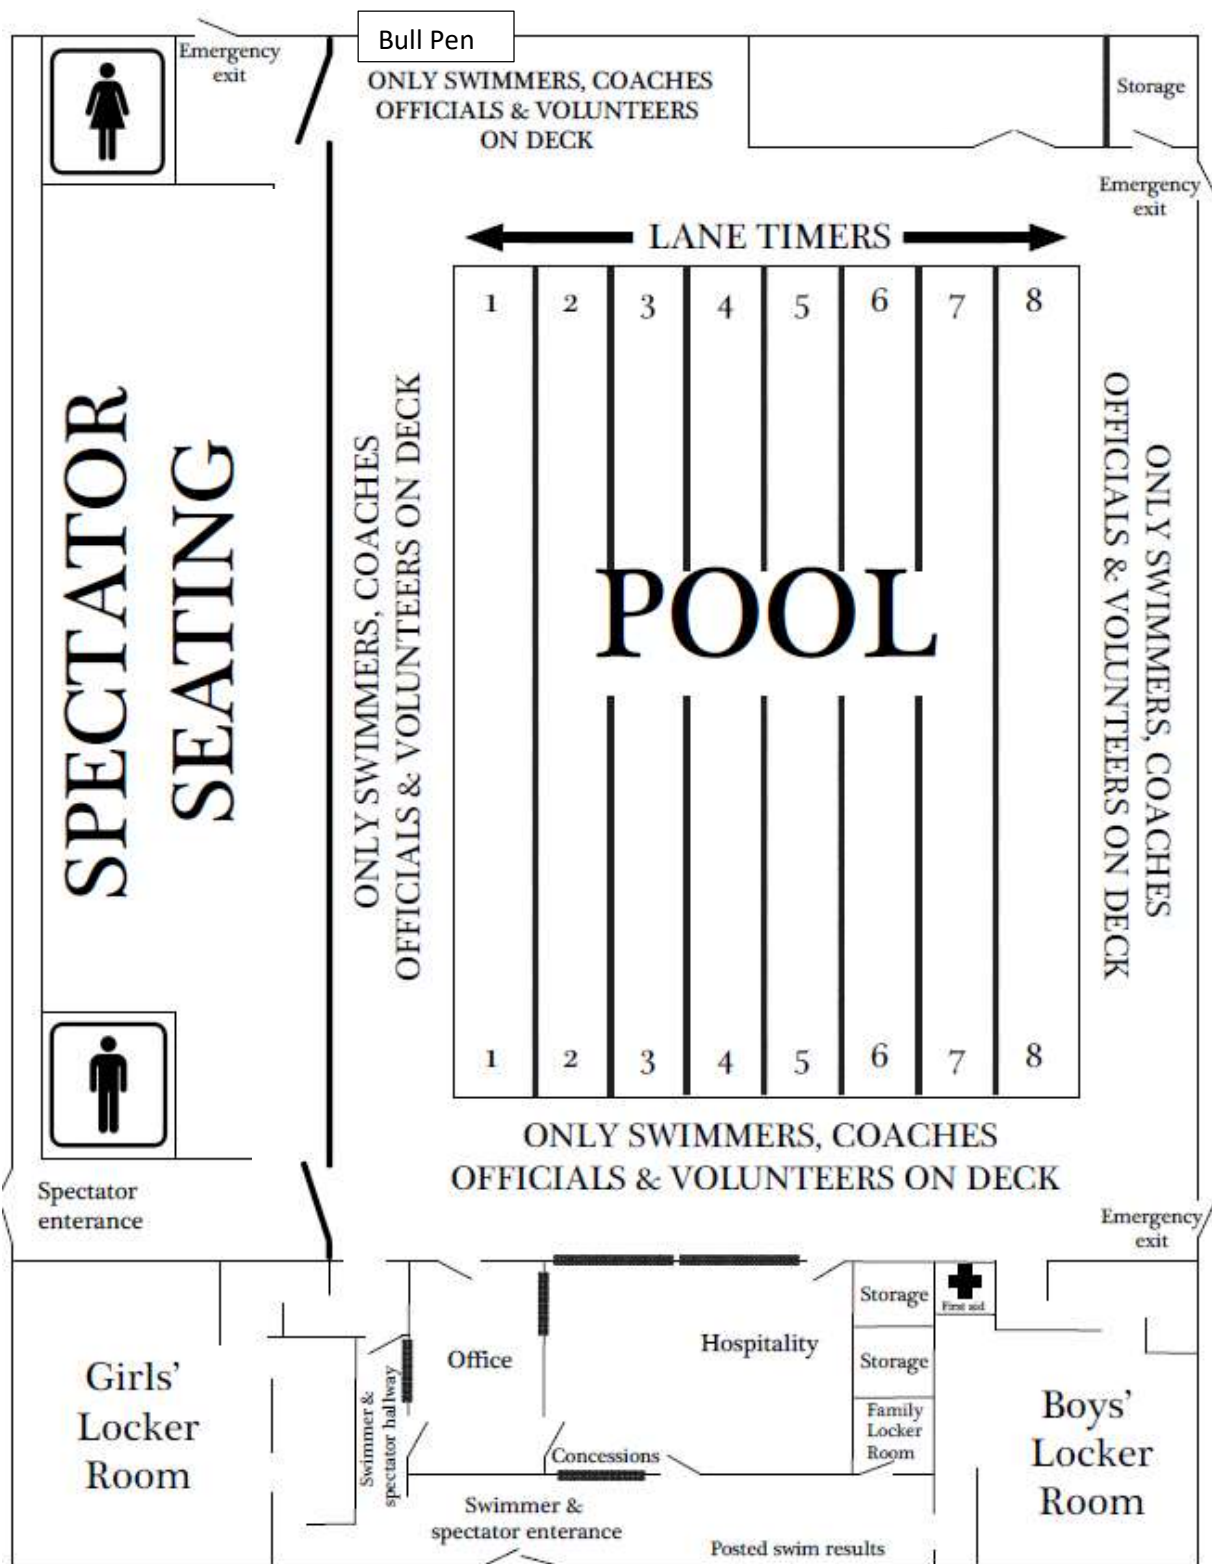 Bull Pen
Emergency
exit
ONLY SWIMMERS, COACHES
OFFICIALS & VOLUNTEERS
ON DECK
Storage
Emergency
exit
LANE TIMERS
1 2 3 4 5 6 7 8
SPECTATOR
SEATING
ONLY SWIMMERS, COACHES
OFFICIALS & VOLUNTEERS ON DECK
POOL
ONLY SWIMMERS, COACHES
OFFICIALS & VOLUNTEERS ON DECK
1 2 3 4 5 6 7 8
ONLY SWIMMERS, COACHES
OFFICIALS & VOLUNTEERS ON DECK
Spectator
enterance
Emergency
exit
Girls'
Locker
Room
Swimmer &
spectator hallway
Office
Hospitality
Storage
First aid
Storage
Family
Locker
Room
Boys'
Locker
Room
Concessions
Swimmer &
spectator enterance
Posted swim results